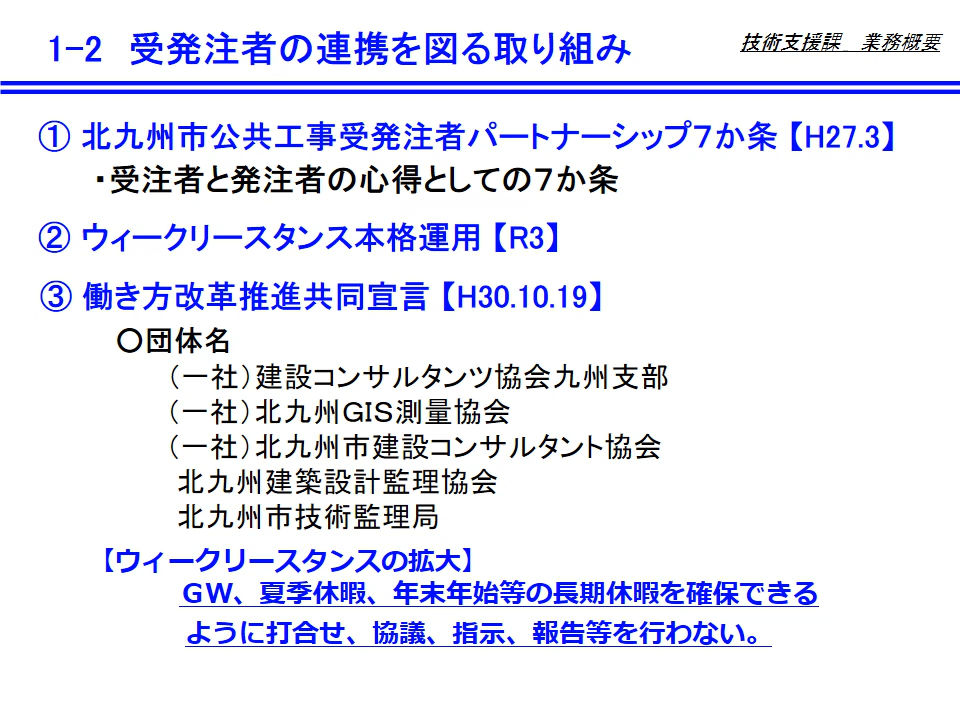 1-2 受発注者の連携を図る取り組み
技術支援課　業務概要
① 北九州市公共工事受発注者パートナーシップ７か条【H27.3】
・受注者と発注者の心得としての７か条
② ウィークリースタンス本格運用【R3】
③ 働き方改革推進共同宣言【H30.10.19】
〇団体名
（一社）建設コンサルタンツ協会九州支部
（一社）北九州GIS測量協会
（一社）北九州市建設コンサルタント協会
北九州建築設計監理協会
北九州市技術監理局
【ウィークリースタンスの拡大】
GW、夏季休暇、年末年始等の長期休暇を確保できる
ように打合せ、協議、指示、報告等を行わない。